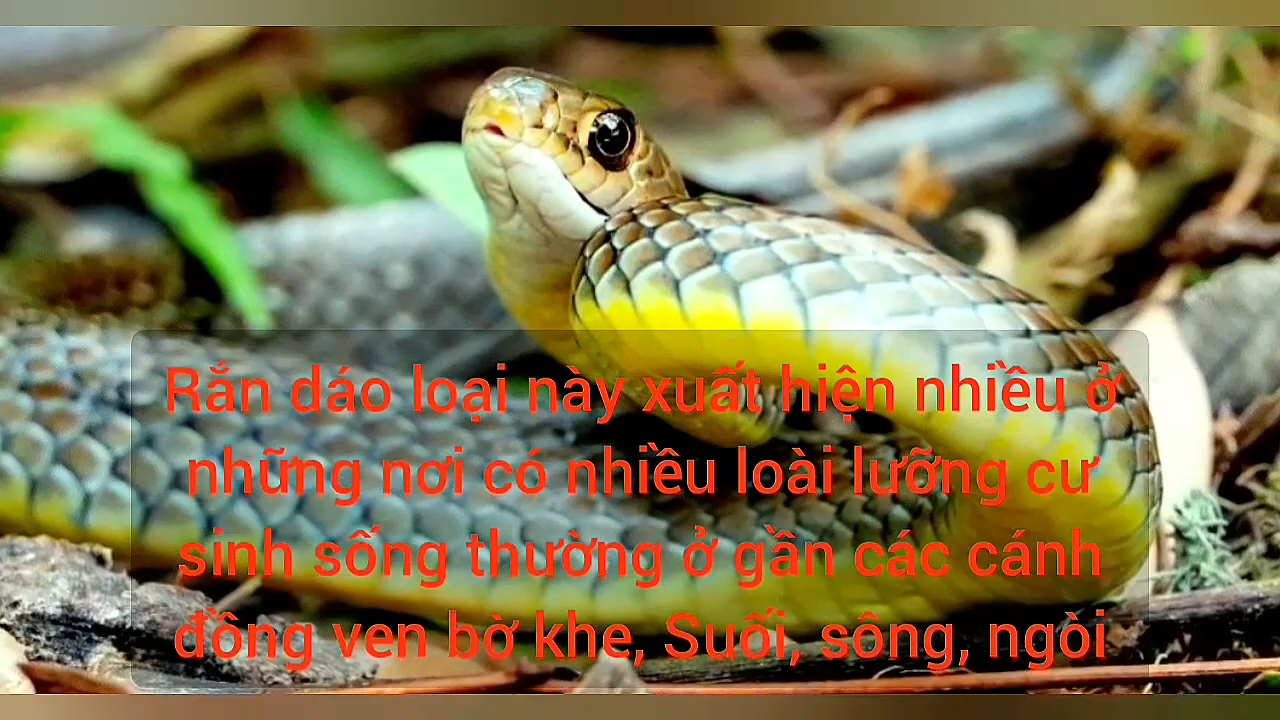 Rắn dáo loại này xuất hiện nhiều ở
những nơi có nhiều loài lưỡng cư
sinh sống thường ở gần các cánh
đồng ven bờ khe, Suối, sông, ngòi